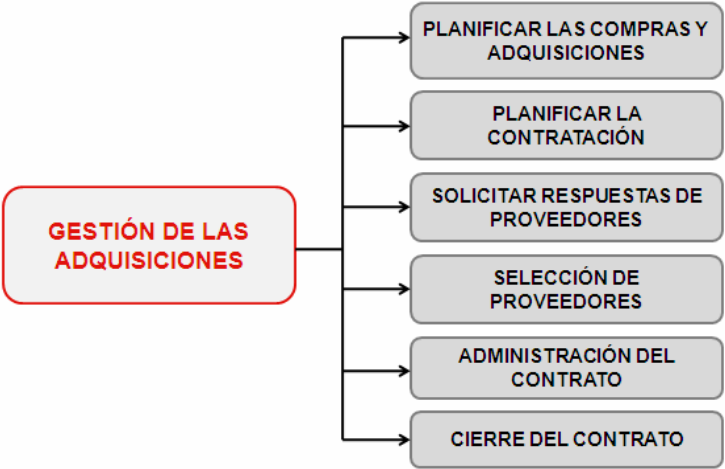 PLANIFICAR LAS COMPRAS Y
ADQUISICIONES
PLANIFICAR LA
CONTRATACIÓN
SOLICITAR RESPUESTAS DE
PROVEEDORES
GESTIÓN DE LAS
ADQUISICIONES
SELECCIÓN DE
PROVEEDORES
ADMINISTRACIÓN DEL
CONTRATO
CIERRE DEL CONTRATO